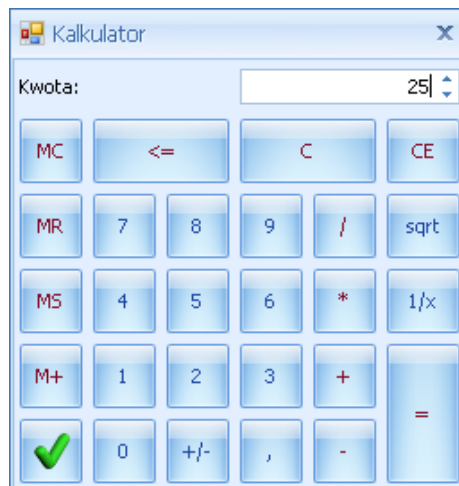 Kalkulator
Kwota: 25
MC <= C CE
MR 7 8 9 / sqrt
MS 4 5 6 * 1/x
M+ 1 2 3 + =
0 +/- , -